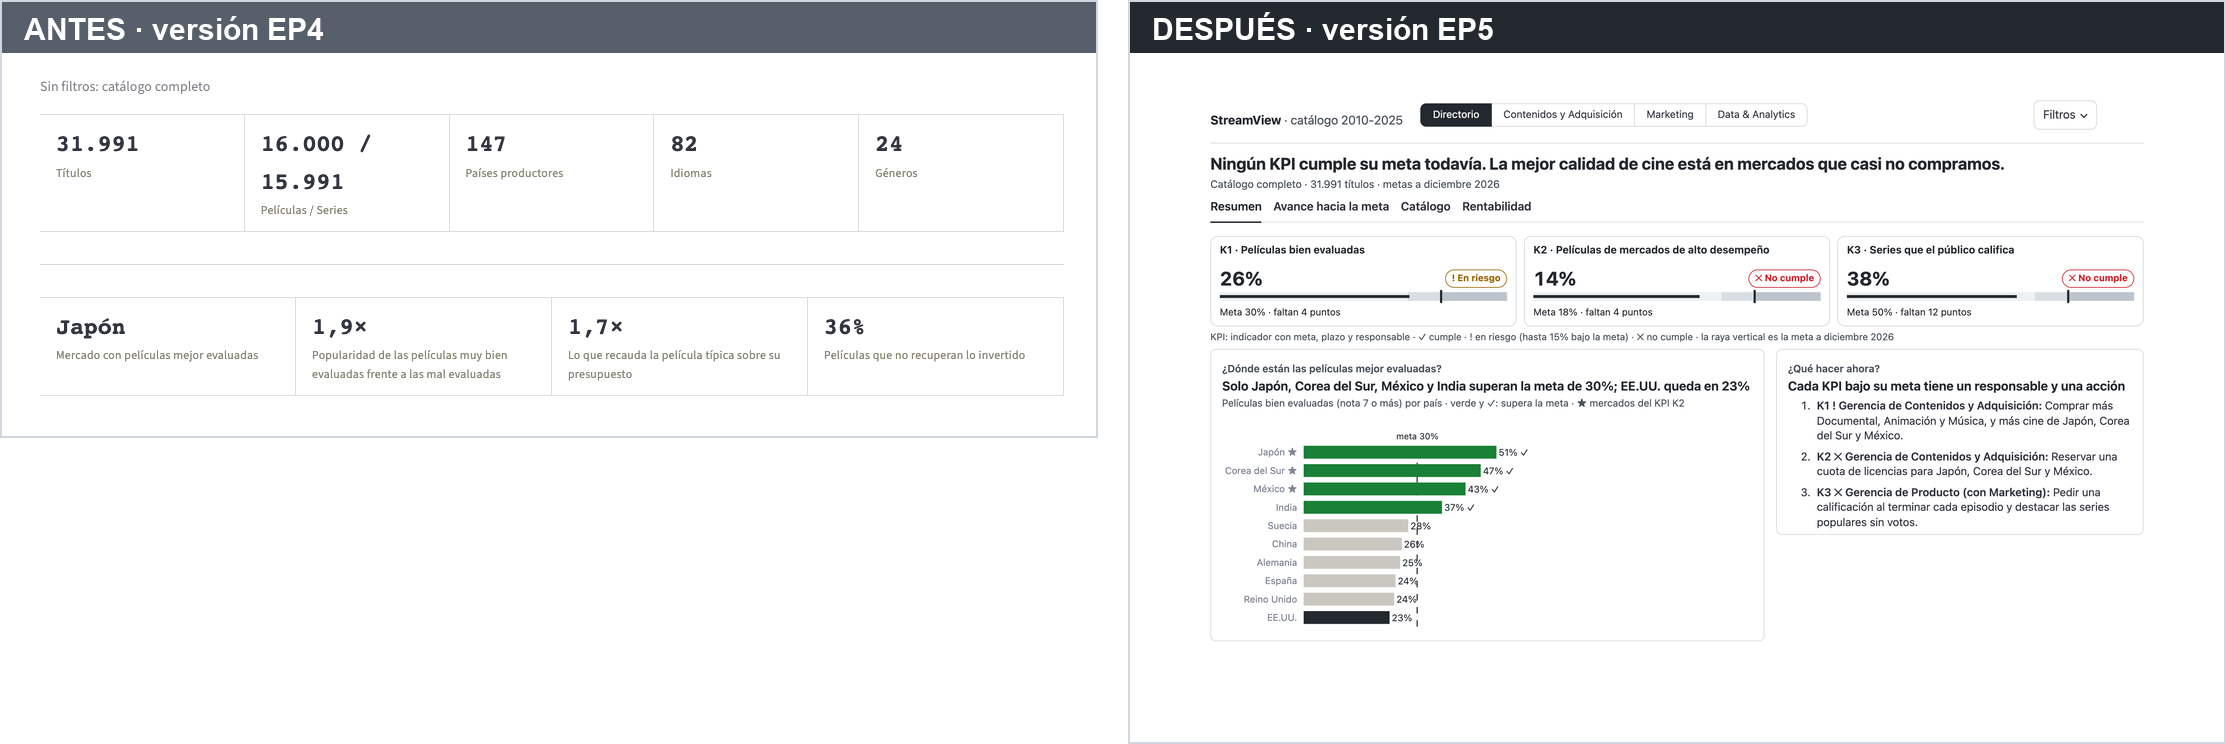 ANTES · versión EP4
Sin filtros: catálogo completo
31.991
Títulos
16.000 /
15.991
Películas / Series
147
Países productores
82
Idiomas
24
Géneros
Japón
Mercado con películas mejor evaluadas
1,9×
Popularidad de las películas muy bien
evaluadas frente a las mal evaluadas
1,7×
Lo que recauda la película típica sobre su
presupuesto
36%
Películas que no recuperan lo invertido
DESPUÉS · versión EP5
StreamView · catálogo 2010-2025
Directorio
Contenidos y Adquisición
Marketing
Data & Analytics
Filtros
Ningún KPI cumple su meta todavía. La mejor calidad de cine está en mercados que casi no compramos.
Catálogo completo · 31.991 títulos · metas a diciembre 2026
Resumen
Avance hacia la meta
Catálogo
Rentabilidad
K1 · Películas bien evaluadas
26%
! En riesgo
Meta 30% · faltan 4 puntos
K2 · Películas de mercados de alto desempeño
14%
✕ No cumple
Meta 18% · faltan 4 puntos
K3 · Series que el público califica
38%
✕ No cumple
Meta 50% · faltan 12 puntos
KPI: indicador con meta, plazo y responsable · ✓ cumple · ! en riesgo (hasta 15% bajo la meta) · ✕ no cumple · la raya vertical es la meta a diciembre 2026
¿Dónde están las películas mejor evaluadas?
Solo Japón, Corea del Sur, México y India superan la meta de 30%; EE.UU. queda en 23%
Películas bien evaluadas (nota 7 o más) por país · verde y ✓: supera la meta · ★ mercados del KPI K2
meta 30%
Japón ★ 51% ✓
Corea del Sur ★ 47% ✓
México ★ 43% ✓
India 37% ✓
Suecia 28%
China 26%
Alemania 25%
España 24%
Reino Unido 24%
EE.UU. 23%
¿Qué hacer ahora?
Cada KPI bajo su meta tiene un responsable y una acción
1. K1 ! Gerencia de Contenidos y Adquisición: Comprar más
Documental, Animación y Música, y más cine de Japón, Corea
del Sur y México.
2. K2 ✕ Gerencia de Contenidos y Adquisición: Reservar una
cuota de licencias para Japón, Corea del Sur y México.
3. K3 ✕ Gerencia de Producto (con Marketing): Pedir una
calificación al terminar cada episodio y destacar las series
populares sin votos.